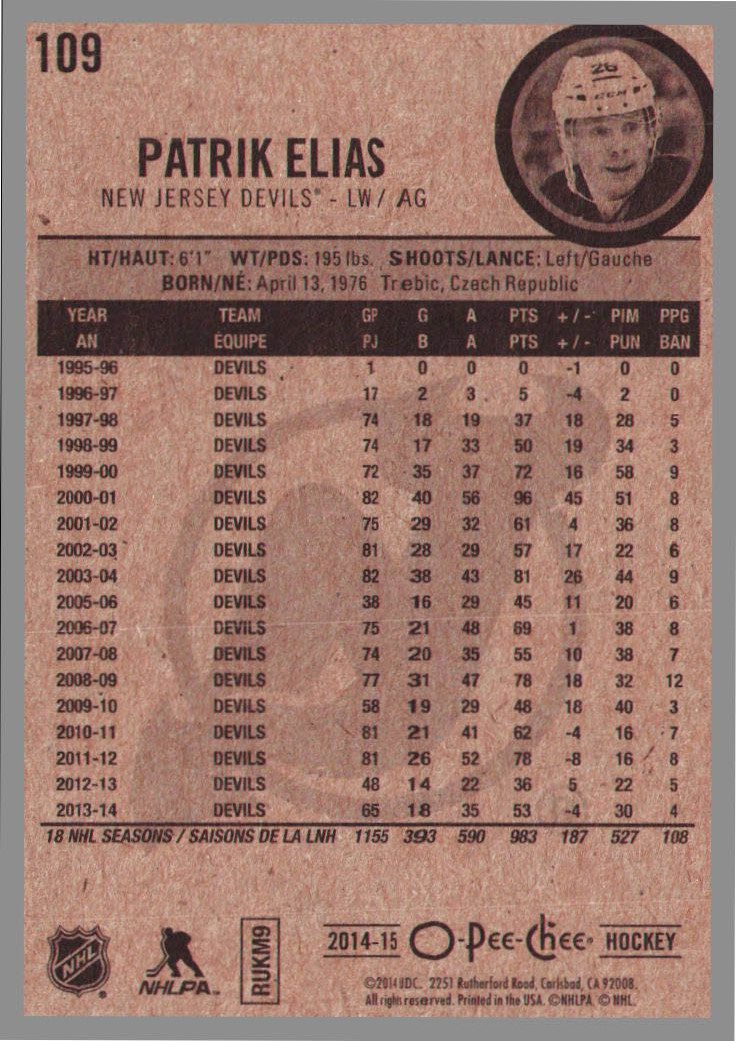 109
26
CCM
PATRIK ELIAS
NEW JERSEY DEVILS® - LW/ AG
HT/HAUT: 6'1" WT/PDS: 195 lbs. SHOOTS/LANCE: Left/Gauche
BORN/NÉ: April 13, 1976 Trebic, Czech Republic
YEAR TEAM GP G A PTS +/- PIM PPG
AN ÉQUIPE PJ B A PTS +/- PUN BAN
1995-96 DEVILS 1 0 0 0 -1 0 0
1996-97 DEVILS 17 2 3 5 -4 2 0
1997-98 DEVILS 74 18 19 37 18 28 5
1998-99 DEVILS 74 17 33 50 19 34 3
1999-00 DEVILS 72 35 37 72 16 58 9
2000-01 DEVILS 82 40 56 96 45 51 8
2001-02 DEVILS 75 29 32 61 4 36 8
2002-03 DEVILS 81 28 29 57 17 22 6
2003-04 DEVILS 82 38 43 81 26 44 9
2005-06 DEVILS 38 16 29 45 11 20 6
2006-07 DEVILS 75 21 48 69 1 38 8
2007-08 DEVILS 74 20 35 55 10 38 7
2008-09 DEVILS 77 31 47 78 18 32 12
2009-10 DEVILS 58 19 29 48 18 40 3
2010-11 DEVILS 81 21 41 62 -4 16 7
2011-12 DEVILS 81 26 52 78 -8 16 8
2012-13 DEVILS 48 14 22 36 5 22 5
2013-14 DEVILS 65 18 35 53 -4 30 4
18 NHL SEASONS / SAISONS DE LA LNH 1155 393 590 983 187 527 108
NHL
NHLPA
RUKM9
2014-15 O-Pee-Chee® HOCKEY
©2014 UDC. 2251 Rutherford Road, Carlsbad, CA 92008.
All rights reserved. Printed in the USA. ©NHLPA. © NHL.